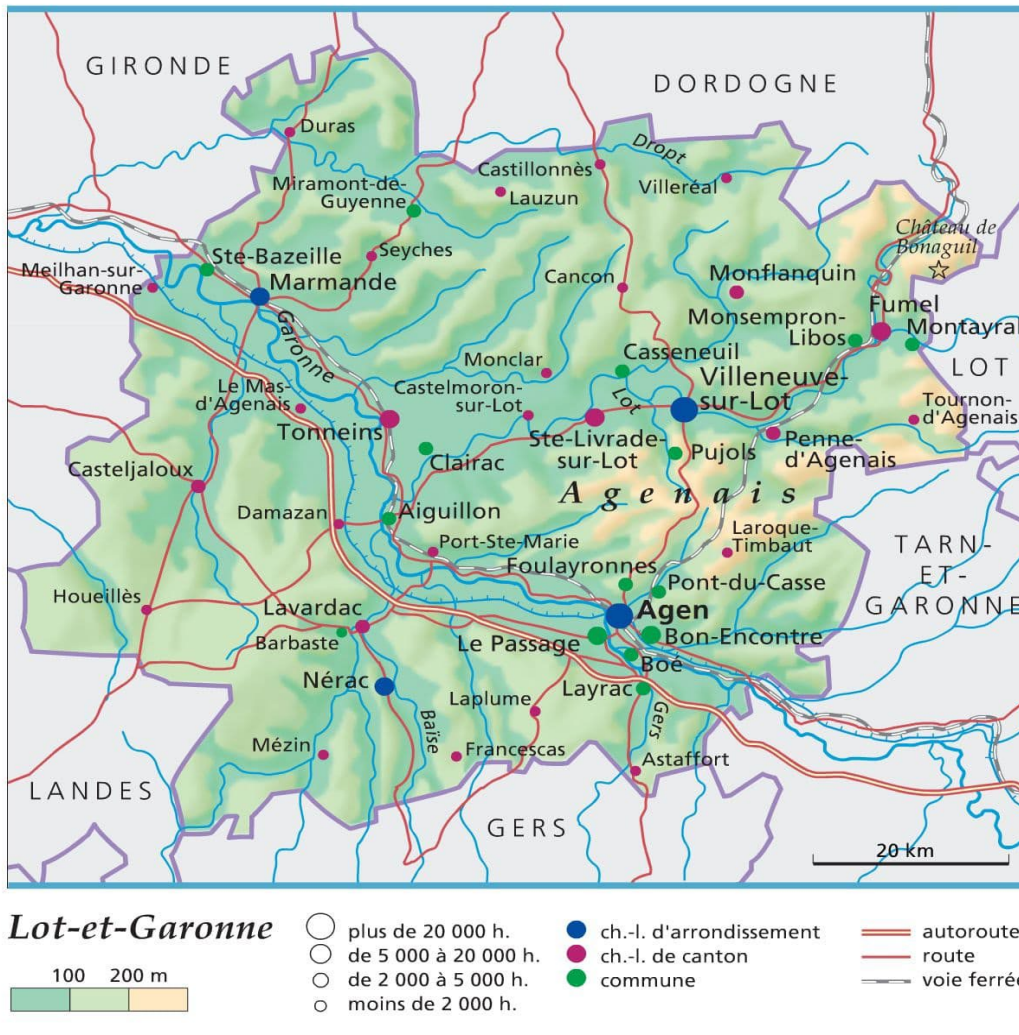 GIRONDE
DORDOGNE
Duras
Dropt
Castillonnès
Villeréal
Miramont-de-
Guyenne
Lauzun
Château de
Bonaguil
Seyches
Ste-Bazeille
Meilhan-sur-
Garonne
Marmande
Cancon
Monflanquin
Fumel
Monsempron-
Libos
Montayral
Garonne
LOT
Monclar
Casseneuil
Le Mas-
d'Agenais
Castelmoron-
sur-Lot
Lot
Villeneuve-
sur-Lot
Tournon-
d'Agenais
Tonneins
Ste-Livrade-
sur-Lot
Penne-
d'Agenais
Clairac
Pujols
Casteljaloux
Agenais
Aiguillon
Damazan
Laroque-
Timbaut
Port-Ste-Marie
TARN-
ET-
GARONNE
Foulayronnes
Pont-du-Casse
Houeillès
Lavardac
Agen
Barbaste
Le Passage
Bon-Encontre
Boé
Nérac
Layrac
Laplume
Baïse
Gers
Mézin
Francescas
Astaffort
LANDES
GERS
20 km
Lot-et-Garonne
100 200 m
plus de 20 000 h.
de 5 000 à 20 000 h.
de 2 000 à 5 000 h.
moins de 2 000 h.
ch.-l. d'arrondissement
ch.-l. de canton
commune
autoroute
route
voie ferrée